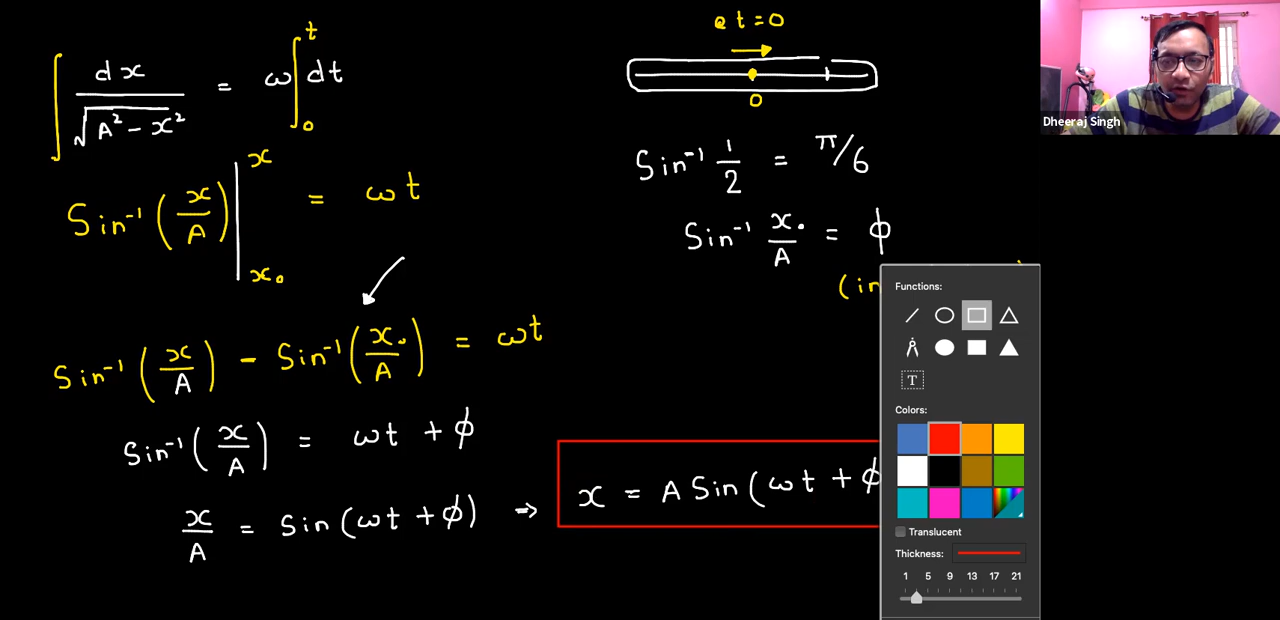 ∫ dx / √(A² - x²) = ω ∫₀ᵗ dt
Sin⁻¹ (x/A) |ₓ₀ˣ = ωt
Sin⁻¹ (x/A) - Sin⁻¹ (x₀/A) = ωt
Sin⁻¹ (x/A) = ωt + ϕ
x/A = Sin (ωt + ϕ) ⇒ x = A Sin (ωt + ϕ
@ t = 0
0
Sin⁻¹ 1/2 = π/6
Sin⁻¹ x₀/A = ϕ
(in
Dheeraj Singh
Functions:
T
Colors:
Translucent
Thickness:
1 5 9 13 17 21